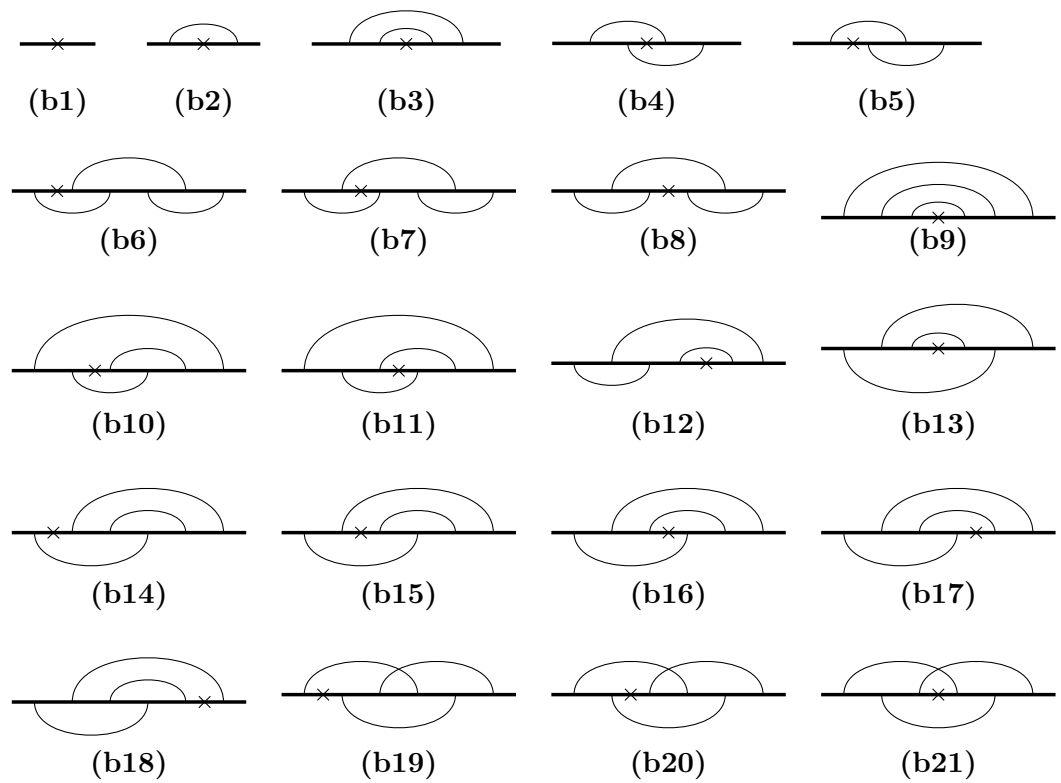 (b1) (b2) (b3) (b4) (b5)
(b6) (b7) (b8) (b9)
(b10) (b11) (b12) (b13)
(b14) (b15) (b16) (b17)
(b18) (b19) (b20) (b21)